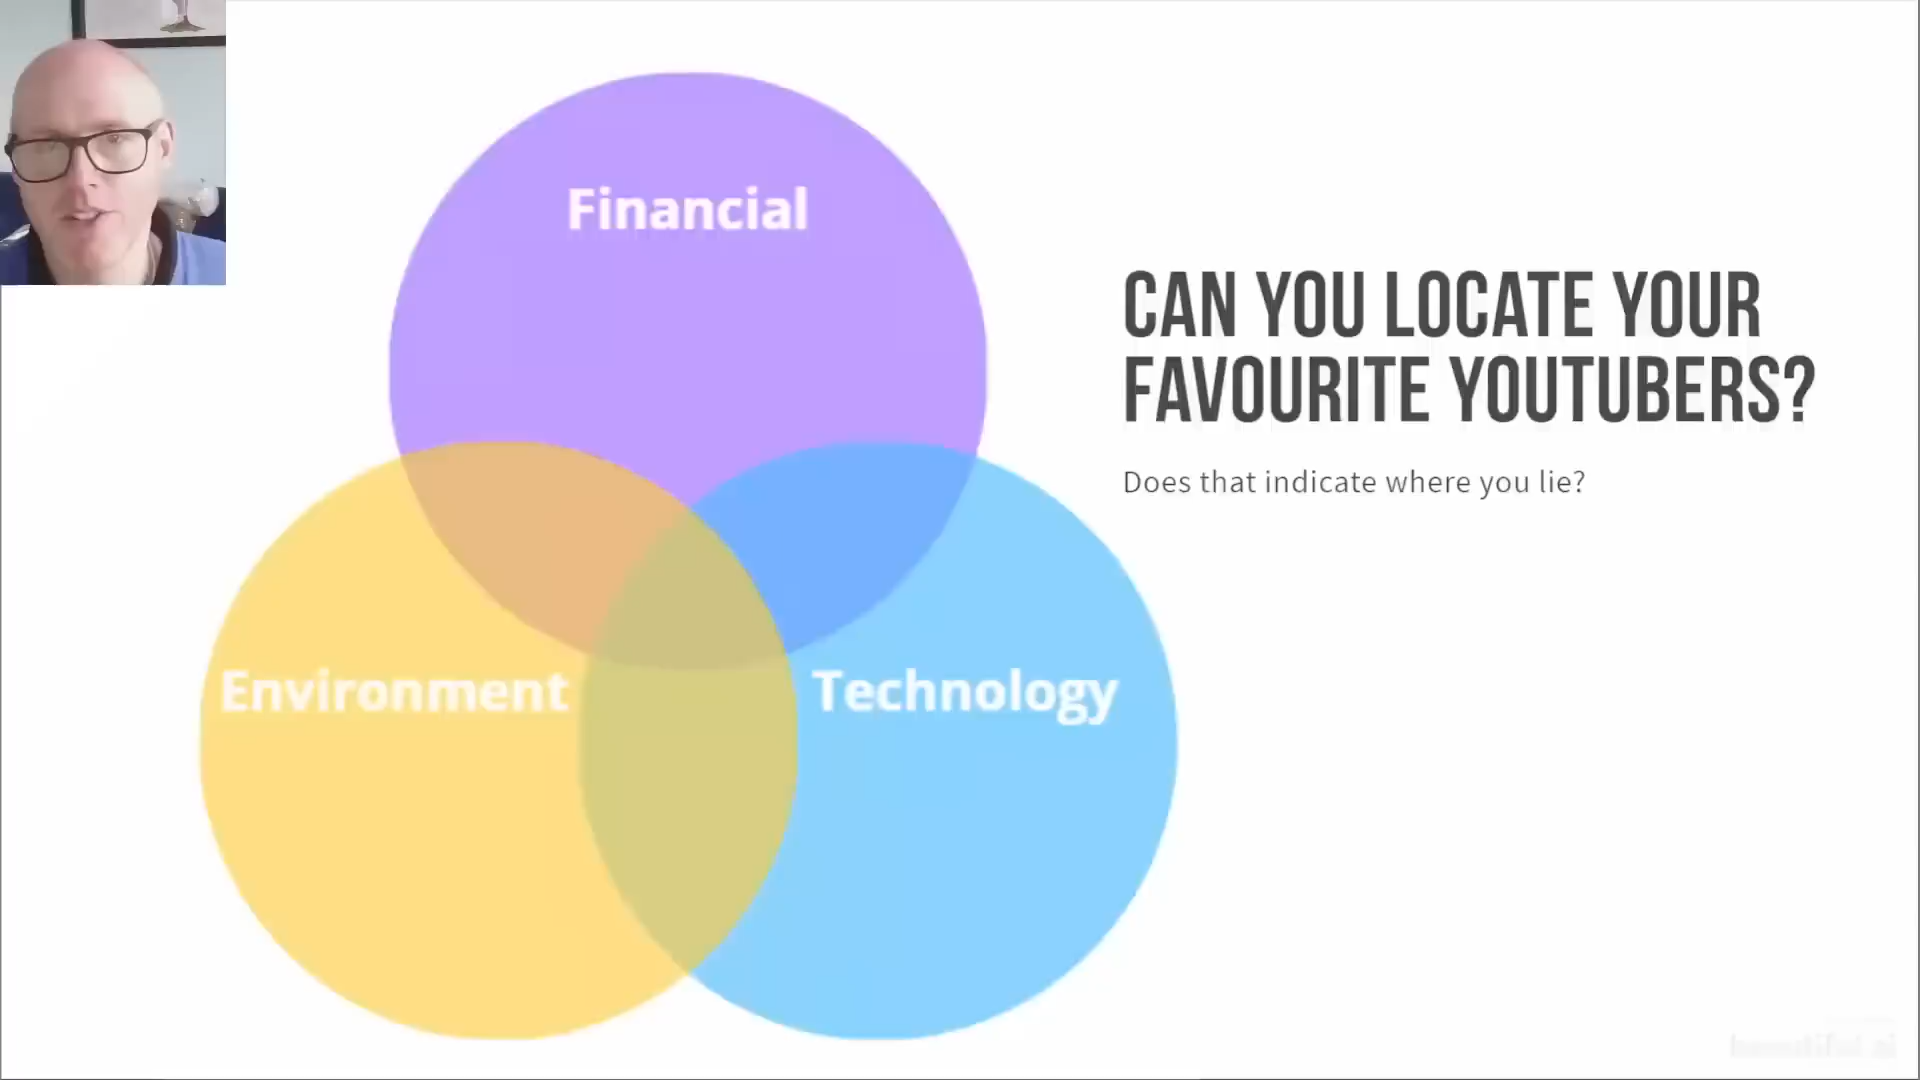 Financial
CAN YOU LOCATE YOUR
FAVOURITE YOUTUBERS?
Does that indicate where you lie?
Environment
Technology